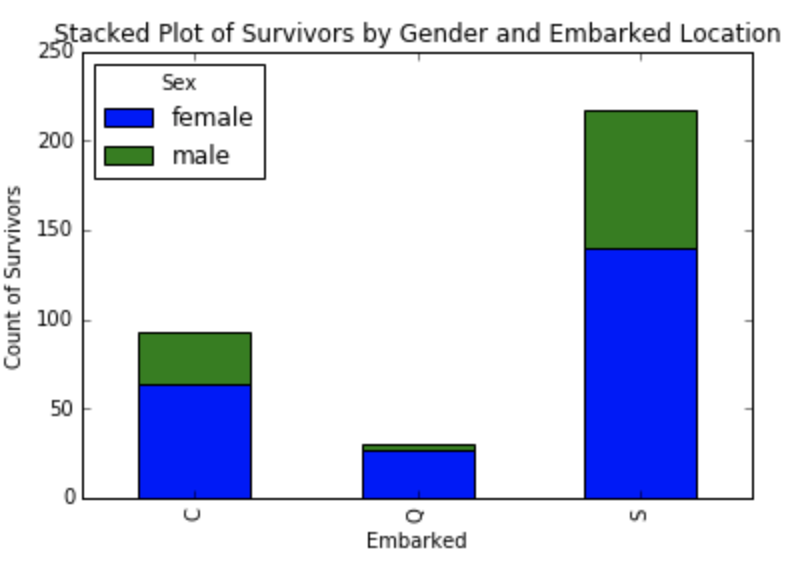 Stacked Plot of Survivors by Gender and Embarked Location
250
200
150
100
50
0
Count of Survivors
Sex
female
male
C
Q
S
Embarked